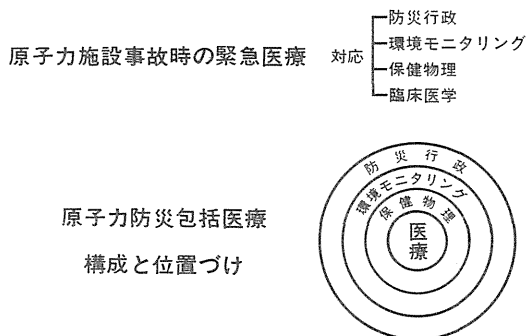 防災行政
環境モニタリング
原子力施設事故時の緊急医療 対応
保健物理
臨床医学
防災行政
環境モニタリング
保健物理
医療
原子力防災包括医療
構成と位置づけ